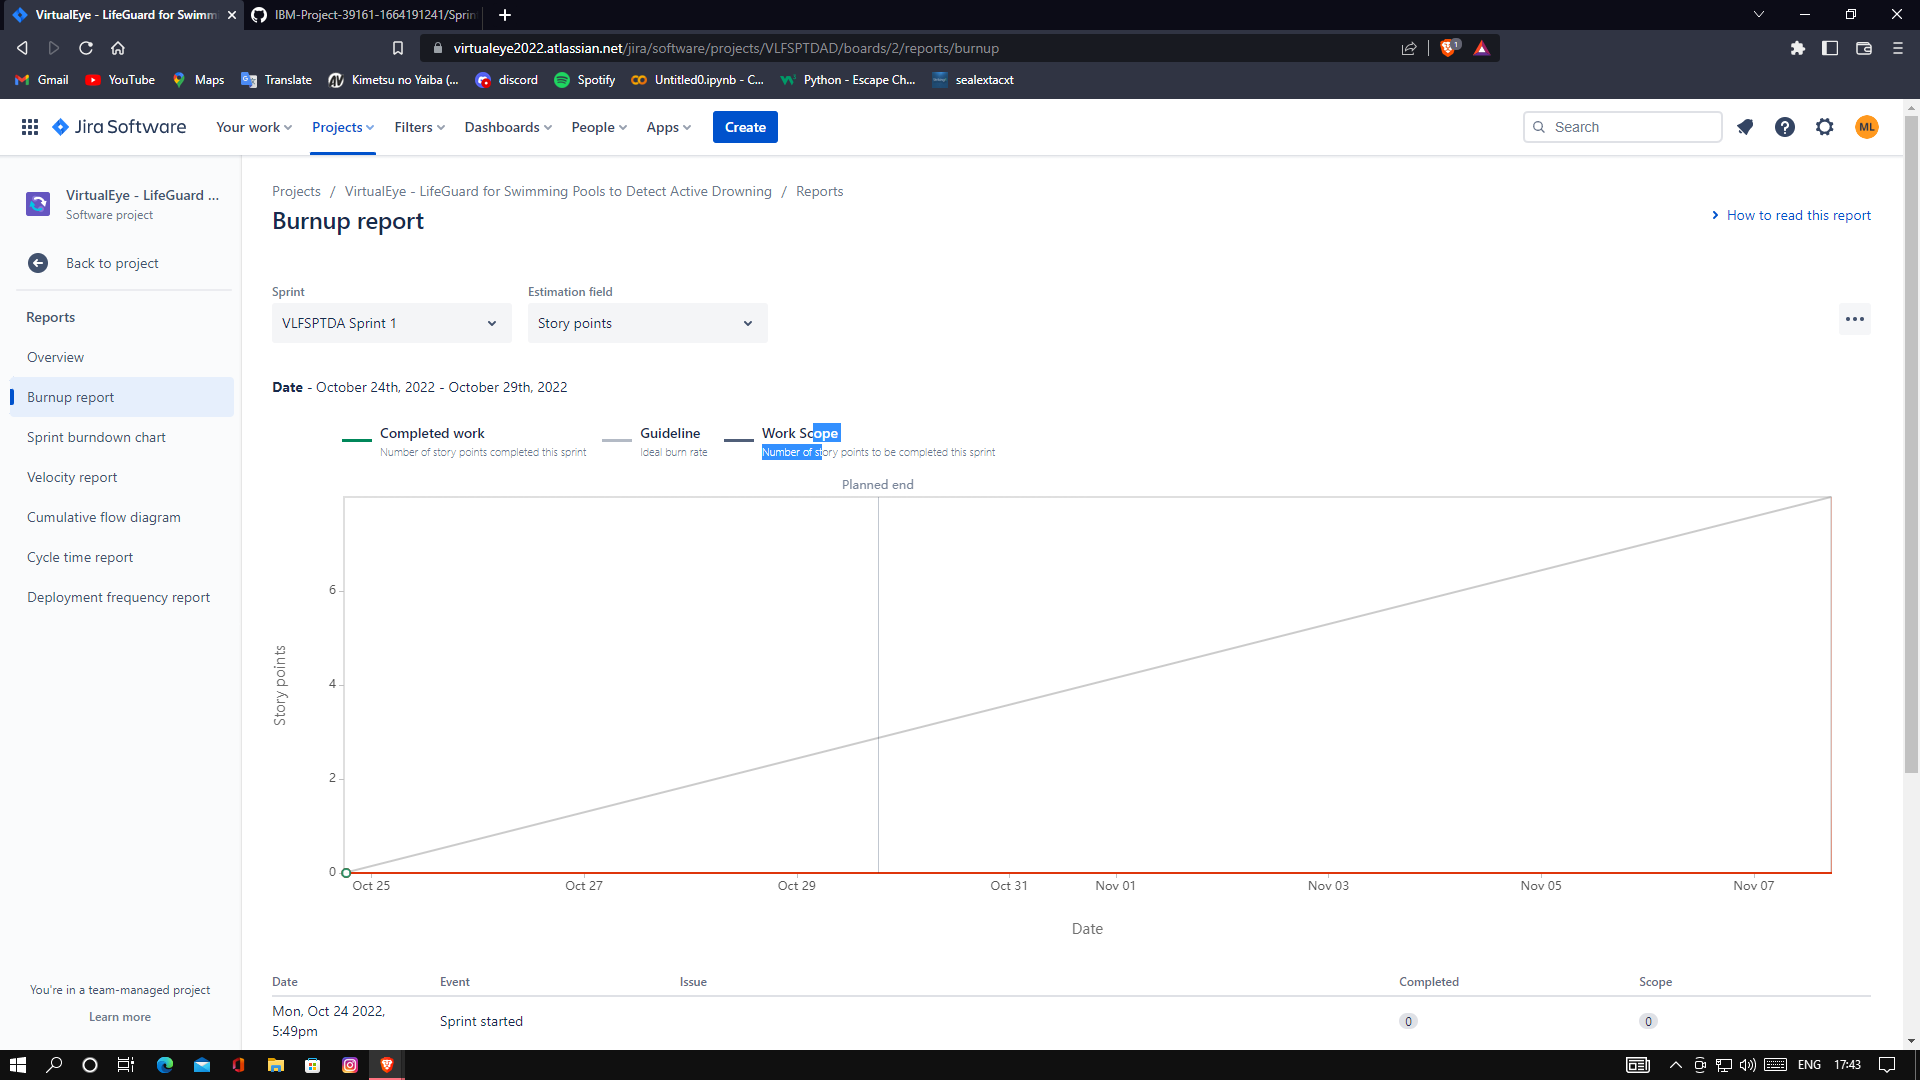 VirtualEye - LifeGuard for Swimm
IBM-Project-39161-1664191241/Sprin
virtualeye2022.atlassian.net/jira/software/projects/VLFSPTDAD/boards/2/reports/burnup
1
Gmail YouTube Maps Translate Kimetsu no Yaiba (... discord Spotify Untitled0.ipynb - C... Python - Escape Ch... sealextacxt
Jira Software Your work Projects Filters Dashboards People Apps Create Search ML
VirtualEye - LifeGuard ...
Software project
Back to project
Reports
Overview
Burnup report
Sprint burndown chart
Velocity report
Cumulative flow diagram
Cycle time report
Deployment frequency report
You're in a team-managed project
Learn more
Projects / VirtualEye - LifeGuard for Swimming Pools to Detect Active Drowning / Reports
Burnup report
How to read this report
Sprint Estimation field
VLFSPTDA Sprint 1 Story points
Date - October 24th, 2022 - October 29th, 2022
Completed work Guideline Work Scope
Number of story points completed this sprint Ideal burn rate Number of story points to be completed this sprint
Planned end
6
4
2
0
Story points
Oct 25 Oct 27 Oct 29 Oct 31 Nov 01 Nov 03 Nov 05 Nov 07
Date
Date Event Issue Completed Scope
Mon, Oct 24 2022,
5:49pm Sprint started 0 0
ENG 17:43